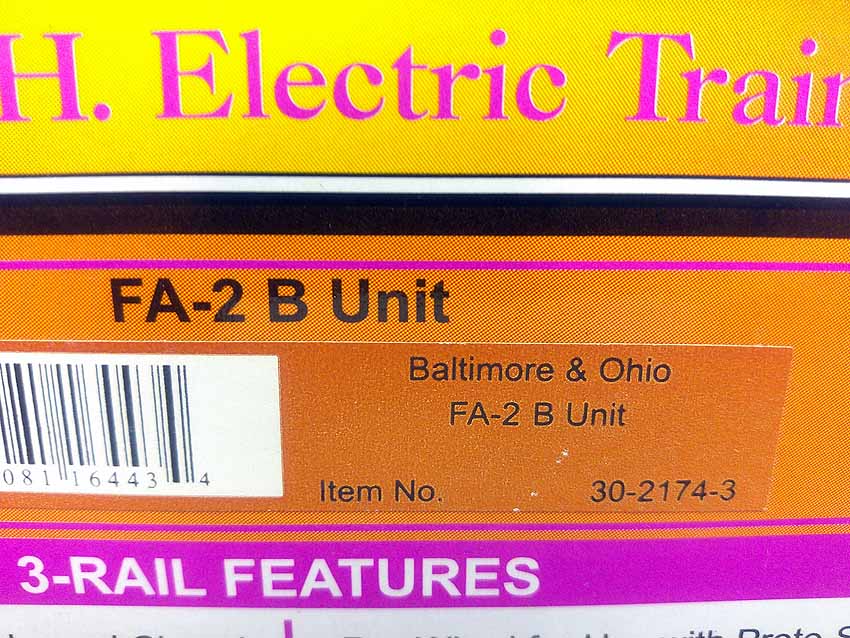 H. Electric Train
FA-2 B Unit
Baltimore & Ohio
FA-2 B Unit
081 16443 4
Item No. 30-2174-3
3-RAIL FEATURES